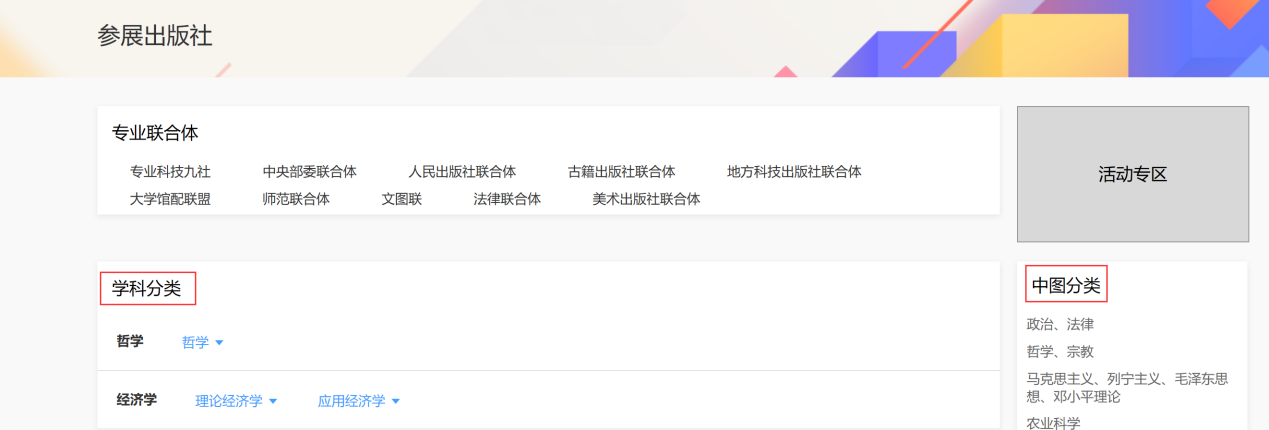 参展出版社
专业联合体
专业科技九社 中央部委联合体 人民出版社联合体 古籍出版社联合体 地方科技出版社联合体
大学馆配联盟 师范联合体 文图联 法律联合体 美术出版社联合体
活动专区
学科分类
哲学 哲学
经济学 理论经济学 应用经济学
中图分类
政治、法律
哲学、宗教
马克思主义、列宁主义、毛泽东思
想、邓小平理论
农业科学